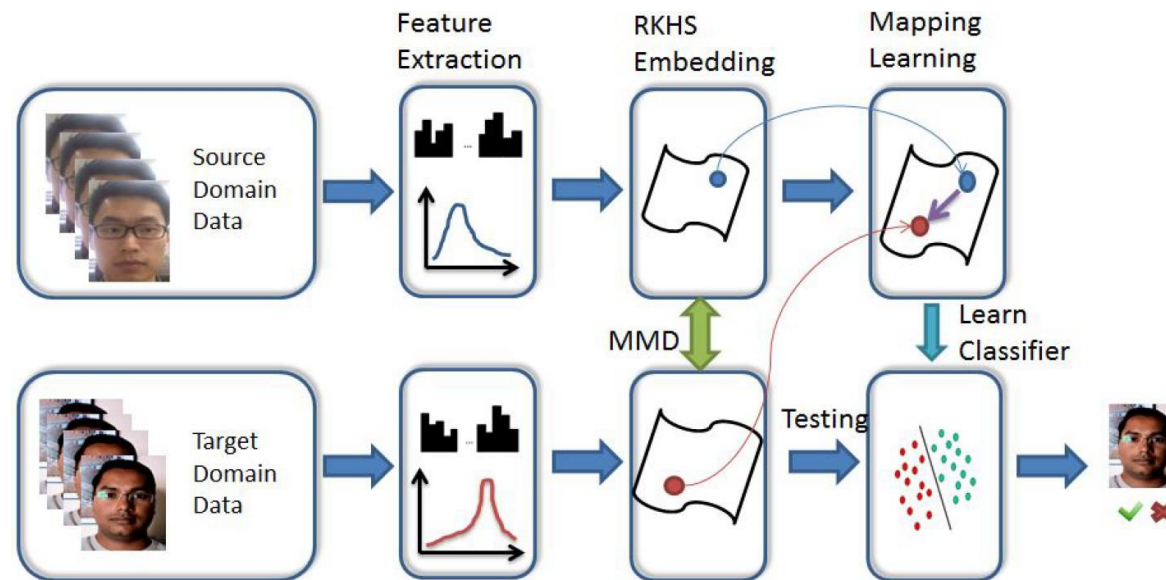 Feature
Extraction
RKHS
Embedding
Mapping
Learning
Source
Domain
Data
...
MMD
Learn
Classifier
Target
Domain
Data
...
Testing